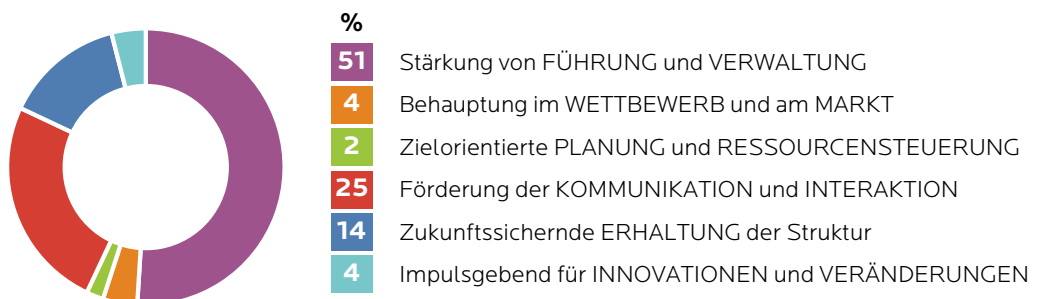 %
51 Stärkung von FÜHRUNG und VERWALTUNG
4 Behauptung im WETTBEWERB und am MARKT
2 Zielorientierte PLANUNG und RESSOURCENSTEUERUNG
25 Förderung der KOMMUNIKATION und INTERAKTION
14 Zukunftssichernde ERHALTUNG der Struktur
4 Impulsgebend für INNOVATIONEN und VERÄNDERUNGEN